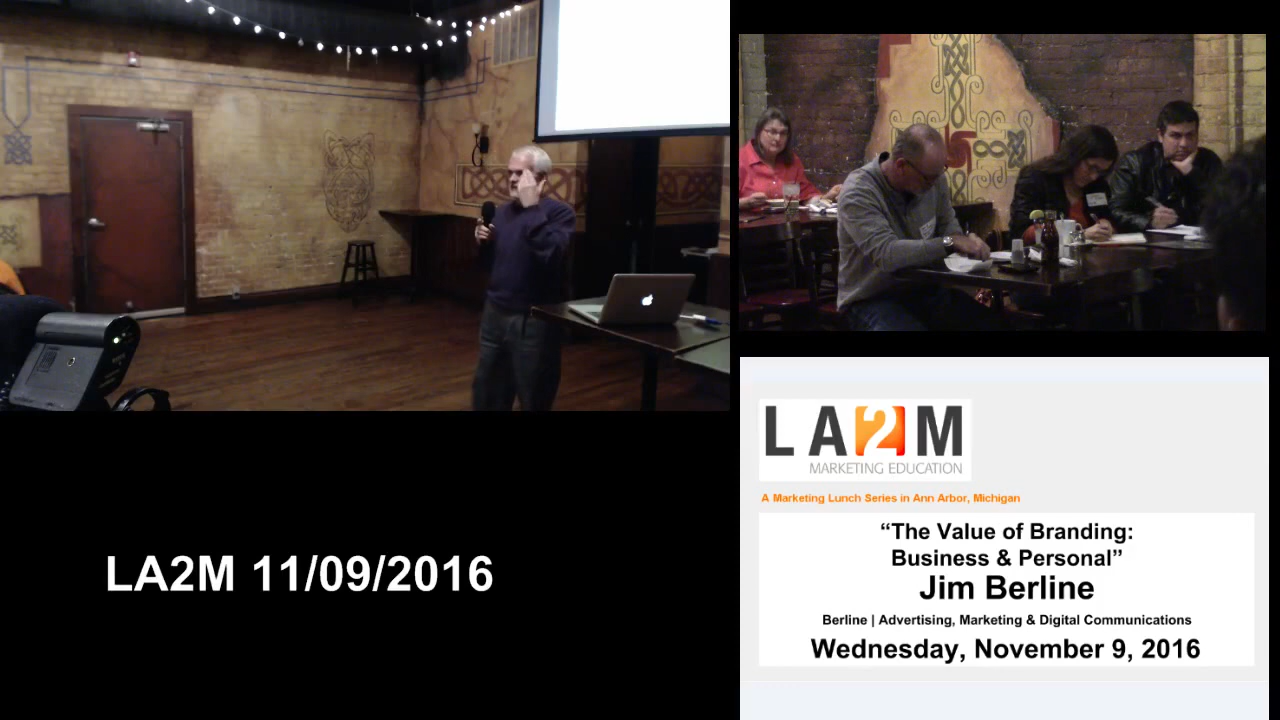 LA2M
MARKETING EDUCATION
A Marketing Lunch Series in Ann Arbor, Michigan
“The Value of Branding:
Business & Personal”
Jim Berline
Berline | Advertising, Marketing & Digital Communications
Wednesday, November 9, 2016
LA2M 11/09/2016